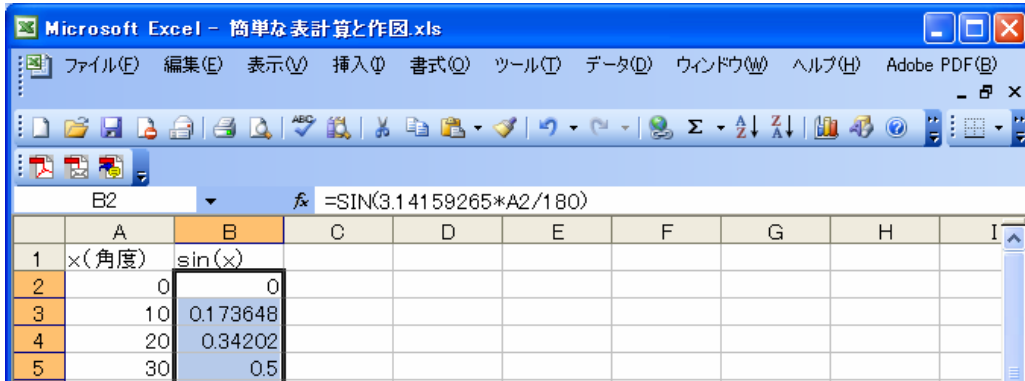 Microsoft Excel - 簡単な表計算と作図.xls
ファイル(F) 編集(E) 表示(V) 挿入(I) 書式(O) ツール(T) データ(D) ウィンドウ(W) ヘルプ(H) Adobe PDF(B)
ABC Σ A Z Z A
B2 fx =SIN(3.14159265*A2/180)
A B C D E F G H I
1 x(角度) sin(x)
2 0 0
3 10 0.173648
4 20 0.34202
5 30 0.5